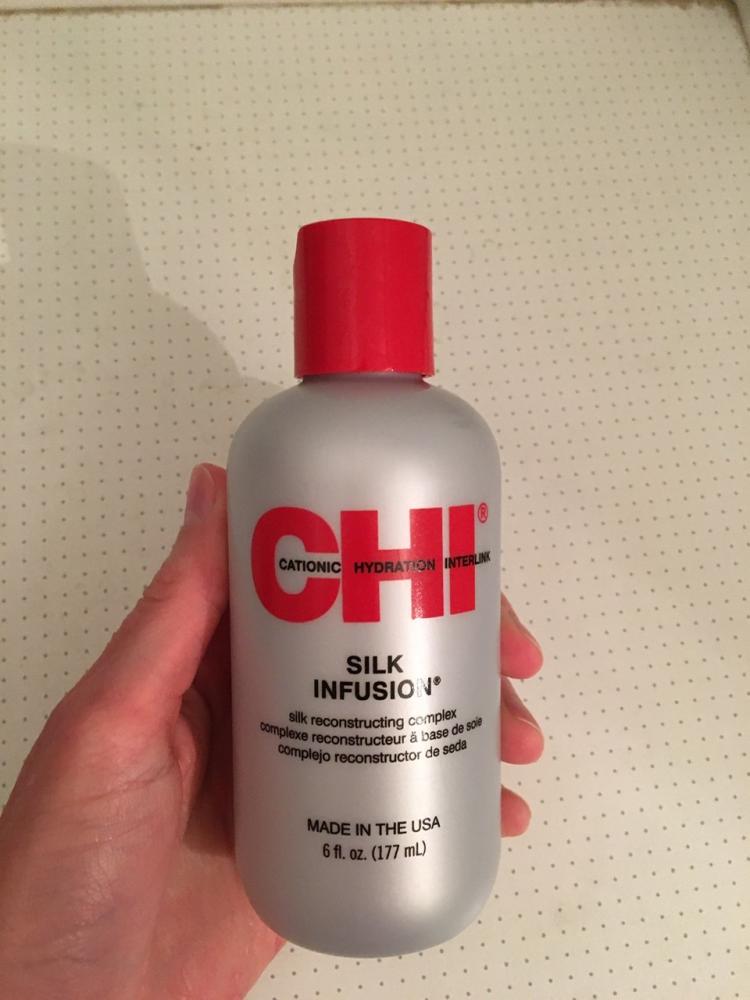 CHI®
CATIONIC HYDRATION INTERLINK
SILK
INFUSION®
silk reconstructing complex
complexe reconstructeur à base de soie
complejo reconstructor de seda
MADE IN THE USA
6 fl. oz. (177 mL)